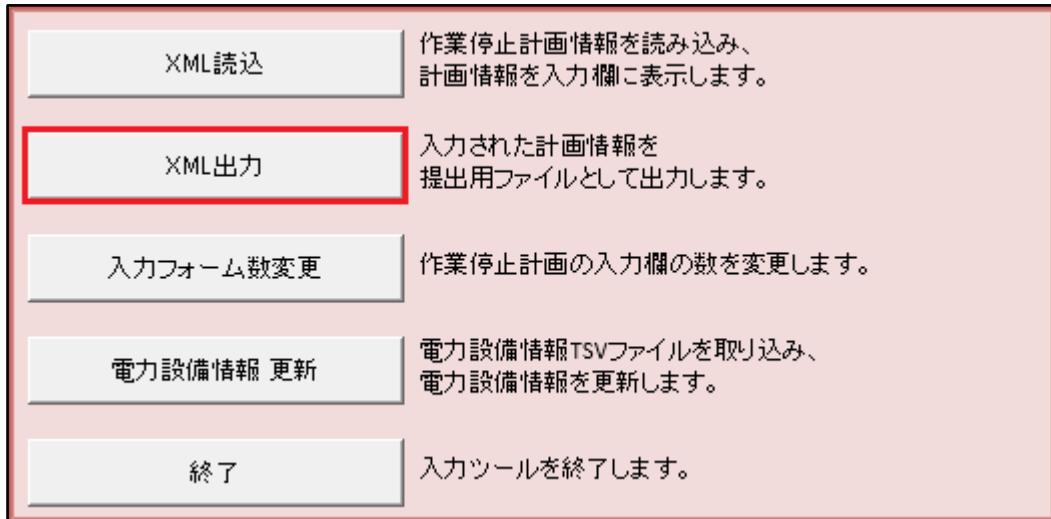 XML読込
作業停止計画情報を読み込み、
計画情報を入力欄に表示します。
XML出力
入力された計画情報を
提出用ファイルとして出力します。
入力フォーム数変更
作業停止計画の入力欄の数を変更します。
電力設備情報 更新
電力設備情報TSVファイルを取り込み、
電力設備情報を更新します。
終了
入力ツールを終了します。